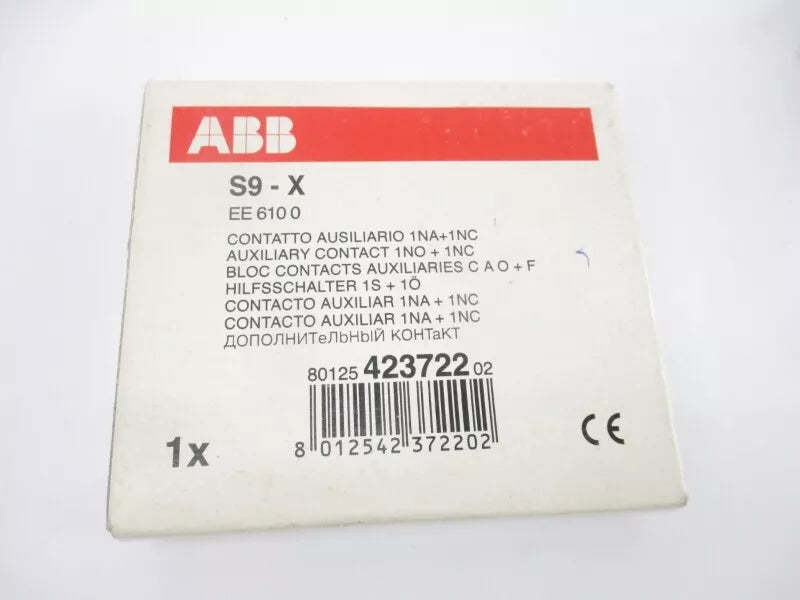 ABB
S9 - X
EE 610 0
CONTATTO AUSILIARIO 1NA+1NC
AUXILIARY CONTACT 1NO + 1NC
BLOC CONTACTS AUXILIARIES C A O + F
HILFSSCHALTER 1S + 1Ö
CONTACTO AUXILIAR 1NA + 1NC
CONTACTO AUXILIAR 1NA + 1NC
ДОПОЛНИТеЛЬНЫЙ КОНТаКТ
80125 423722 02
8 012542 372202
1x
CE